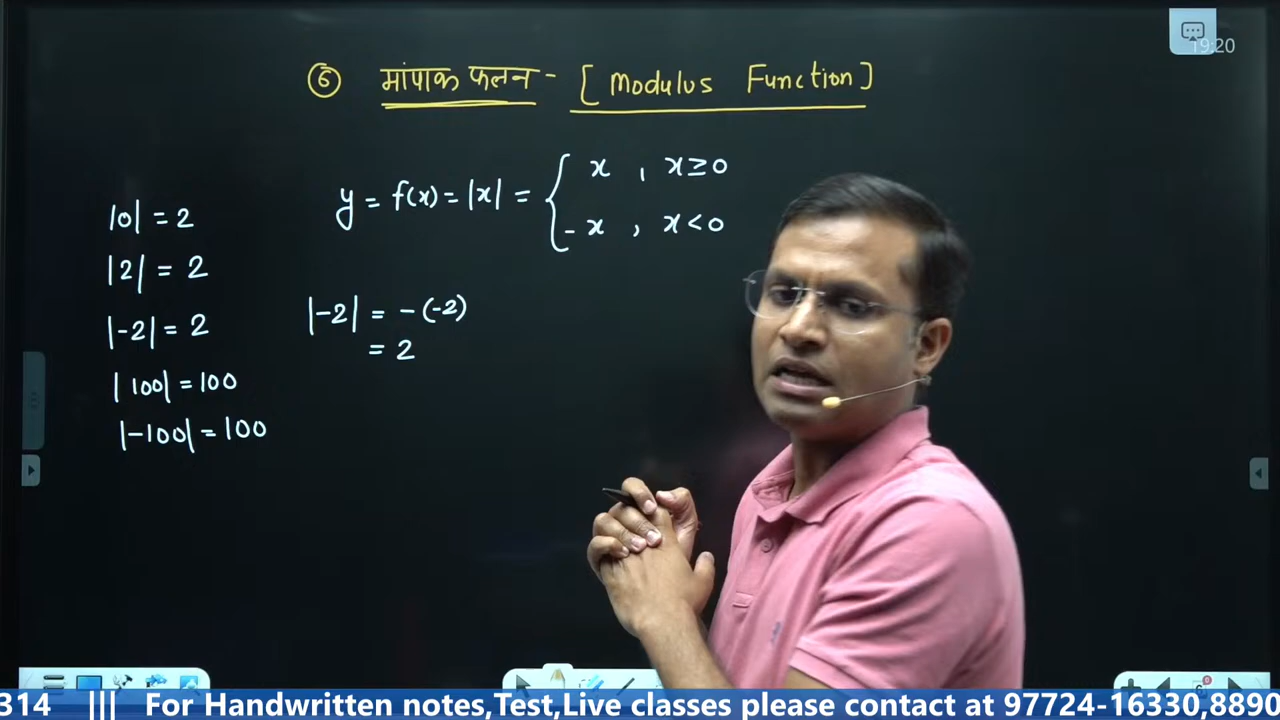 19:20
⑥ मांपाक फलन - [Modulus Function]
y = f(x) = |x| = { x , x ≥ 0
-x , x < 0
|0| = 2
|2| = 2
|-2| = 2
|100| = 100
|-100| = 100
|-2| = -(-2)
= 2
314 ||| For Handwritten notes,Test,Live classes please contact at 97724-16330,8890